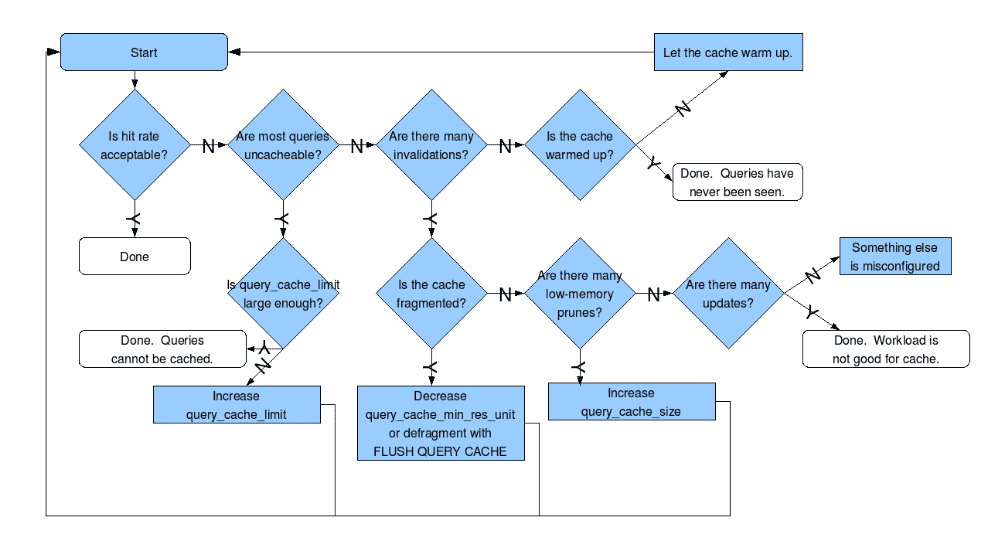 Start
Let the cache warm up.
Is hit rate
acceptable?
N
Are most queries
uncacheable?
N
Are there many
invalidations?
N
Is the cache
warmed up?
N
Y
Done. Queries have
never been seen.
Y
Y
Y
Done
Is query_cache_limit
large enough?
Is the cache
fragmented?
N
Are there many
low-memory
prunes?
N
Are there many
updates?
N
Something else
is misconfigured
Y
Done. Workload is
not good for cache.
Done. Queries
cannot be cached.
Y
N
Y
Y
Increase
query_cache_limit
Decrease
query_cache_min_res_unit
or defragment with
FLUSH QUERY CACHE
Increase
query_cache_size